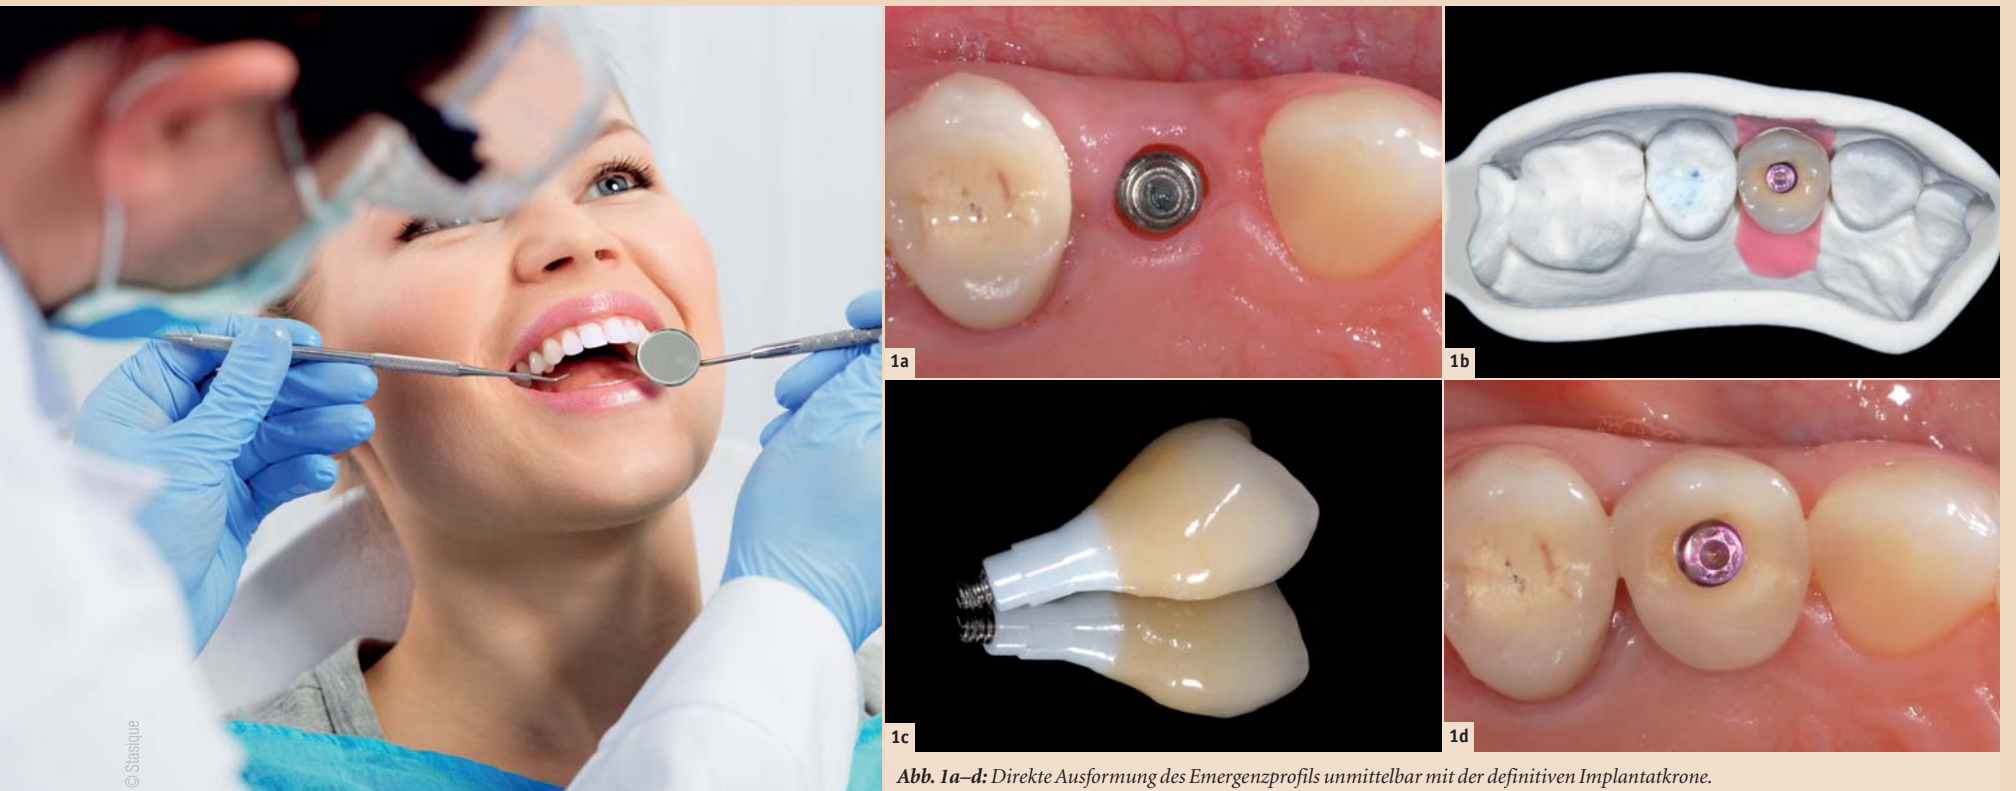 © Stasique
1a
1b
1c
1d
Abb. 1a–d: Direkte Ausformung des Emergenzprofils unmittelbar mit der definitiven Implantatkrone.